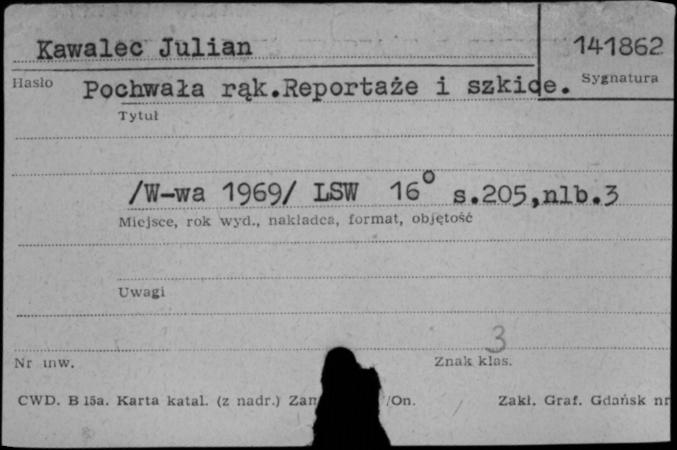 Kawalec Julian
141862
Hasło
Pochwała rąk.Reportaże i szkice.
Sygnatura
Tytuł
/W-wa 1969/ LSW 16° s.205,nlb.3
Miejsce, rok wyd., nakładca, format, objętość
Uwagi
3
Nr inw.
Znak klas.
CWD. B 15a. Karta katal. (z nadr.) /On.
Zakł. Graf. Gdańsk nr